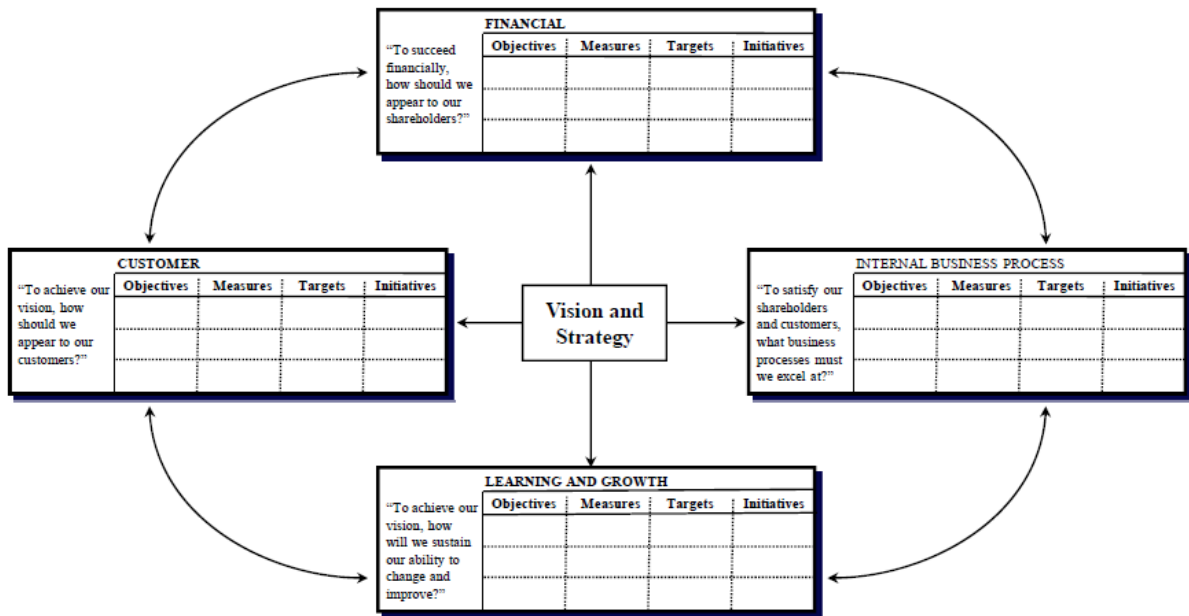 FINANCIAL
“To succeed
financially,
how should we
appear to our
shareholders?”
Objectives Measures Targets Initiatives
CUSTOMER
“To achieve our
vision, how
should we
appear to our
customers?”
Objectives Measures Targets Initiatives
Vision and
Strategy
INTERNAL BUSINESS PROCESS
“To satisfy our
shareholders
and customers,
what business
processes must
we excel at?”
Objectives Measures Targets Initiatives
LEARNING AND GROWTH
“To achieve our
vision, how
will we sustain
our ability to
change and
improve?”
Objectives Measures Targets Initiatives